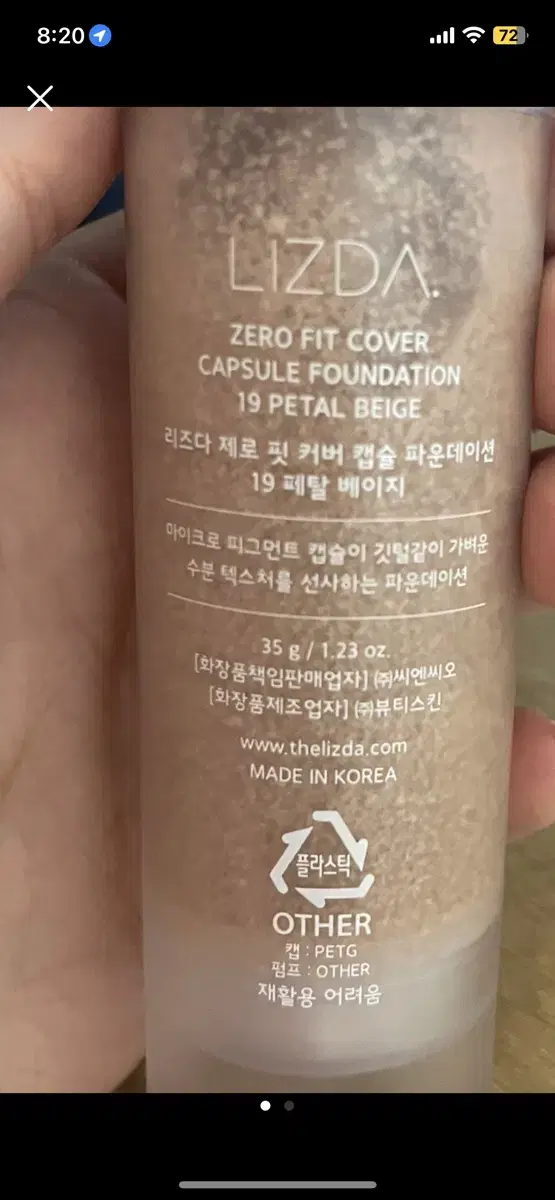 8:20
72
LIZDA.
ZERO FIT COVER
CAPSULE FOUNDATION
19 PETAL BEIGE
리즈다 제로 핏 커버 캡슐 파운데이션
19 페탈 베이지
마이크로 피그먼트 캡슐이 깃털같이 가벼운
수분 텍스처를 선사하는 파운데이션
35 g / 1.23 oz.
[화장품책임판매업자] ㈜씨엔씨오
[화장품제조업자] ㈜뷰티스킨
www.thelizda.com
MADE IN KOREA
플라스틱
OTHER
캡 : PETG
펌프 : OTHER
재활용 어려움